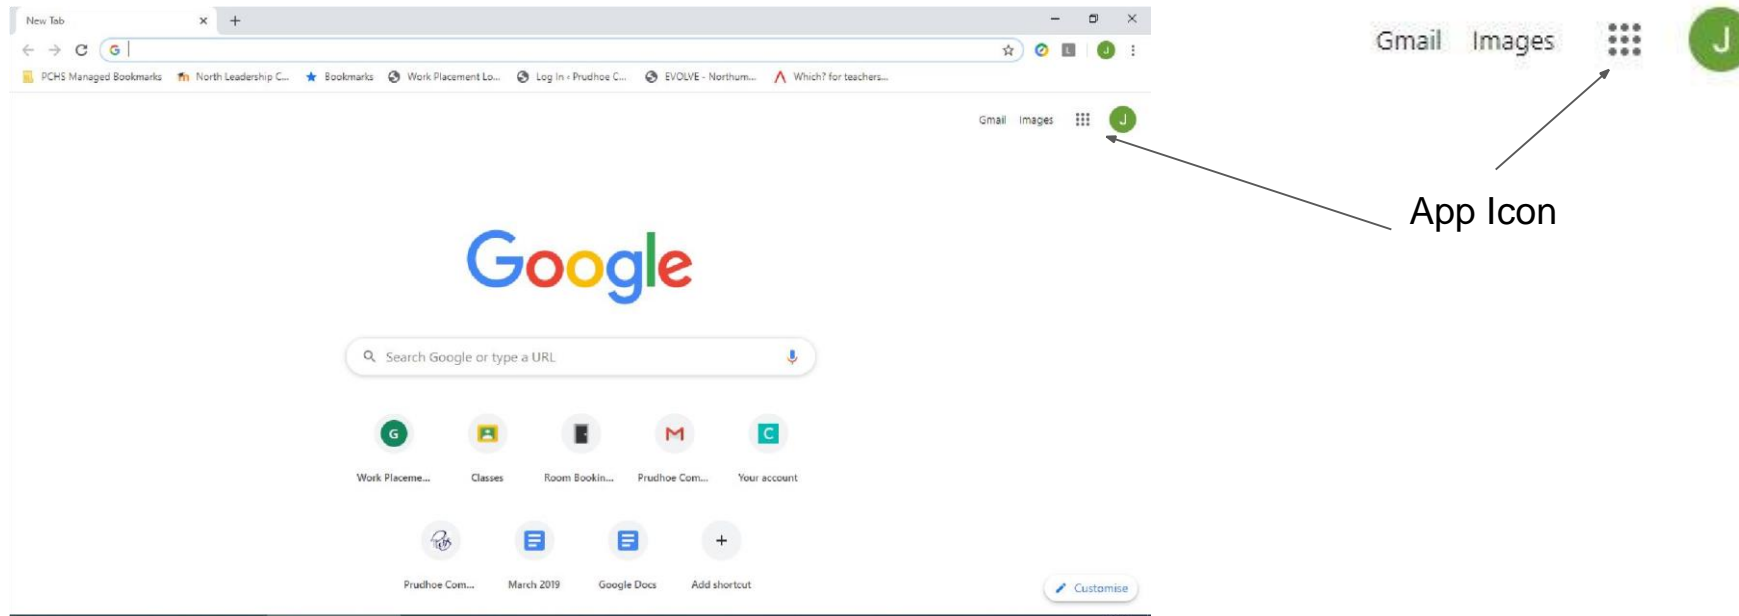 New Tab
G
PCHS Managed Bookmarks North Leadership C... Bookmarks Work Placement Lo... Log In ‹ Prudhoe C... EVOLVE - Northum... Which? for teachers...
L
J
Gmail Images
J
Google
Search Google or type a URL
G
M
C
Work Placeme... Classes Room Bookin... Prudhoe Com... Your account
Prudhoe Com... March 2019 Google Docs Add shortcut
Customise
Gmail Images
J
App Icon